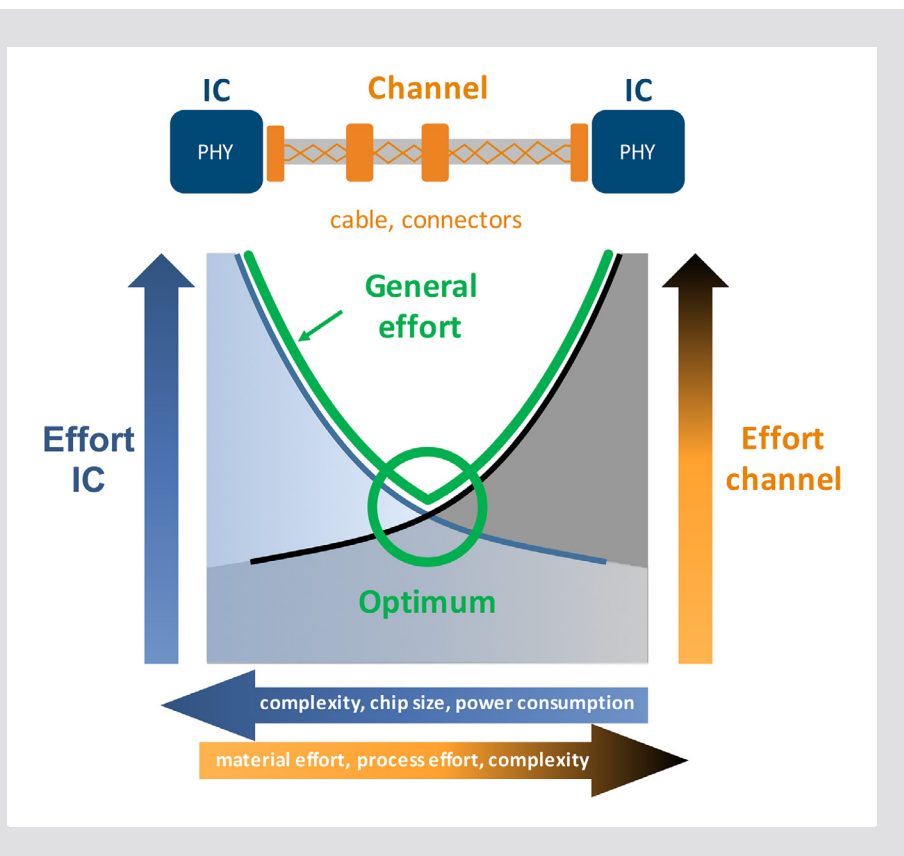 IC
Channel
IC
PHY
PHY
cable, connectors
General
effort
Effort
IC
Effort
channel
Optimum
complexity, chip size, power consumption
material effort, process effort, complexity